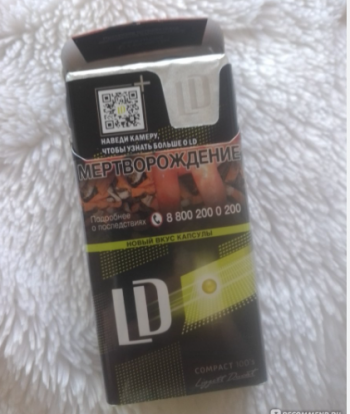 LD
НАВЕДИ КАМЕРУ,
ЧТОБЫ УЗНАТЬ БОЛЬШЕ О LD
МЕРТВОРОЖДЕНИЕ
Подробнее
о последствиях
8 800 200 0 200
НОВЫЙ ВКУС КАПСУЛЫ
LD
COMPACT 100's